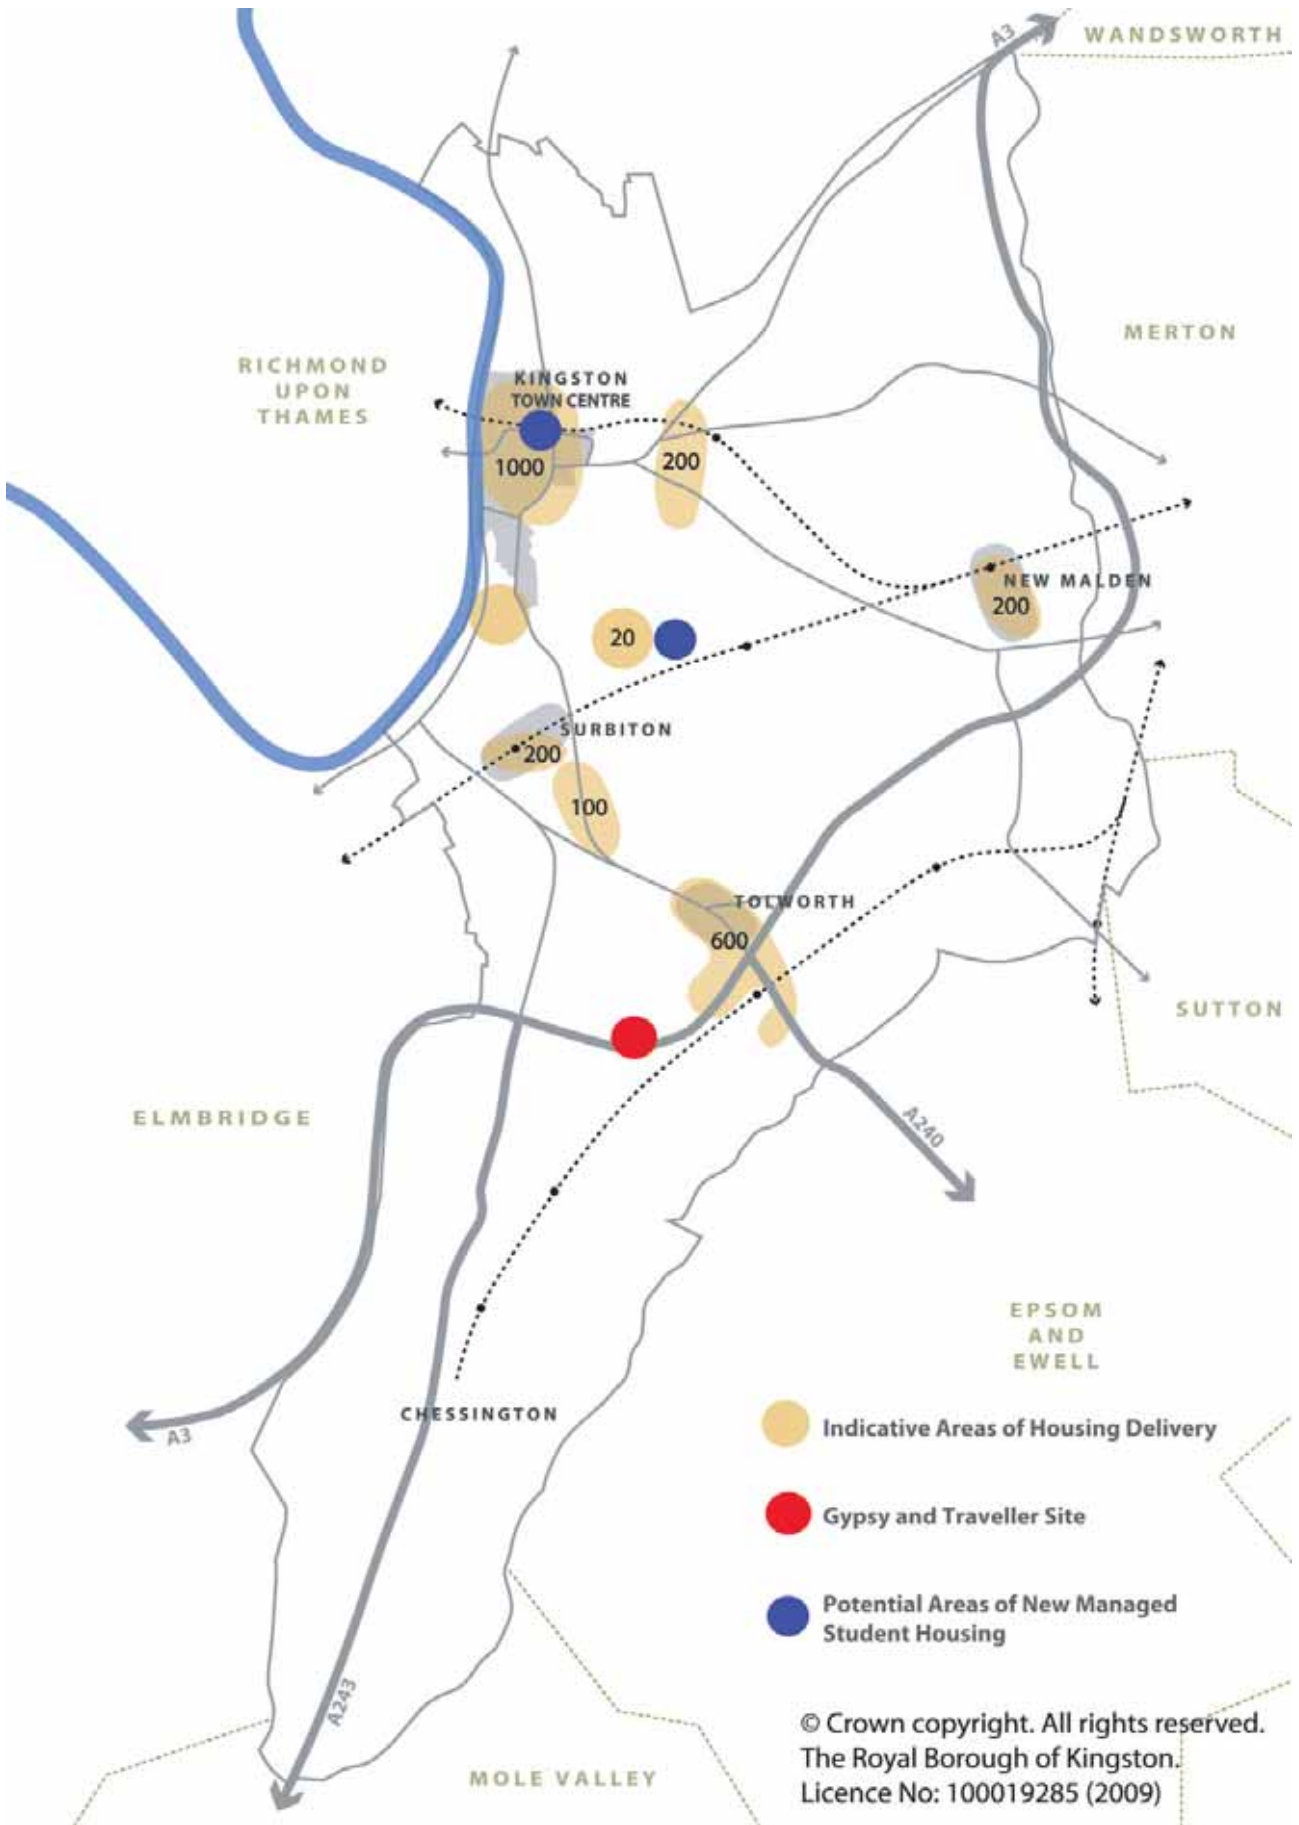 A3
WANDSWORTH
MERTON
RICHMOND
UPON
THAMES
KINGSTON
TOWN CENTRE
1000
200
NEW MALDEN
200
20
SURBITON
200
100
TOLWORTH
600
SUTTON
ELMBRIDGE
A240
EPSOM
AND
EWELL
CHESSINGTON
A3
Indicative Areas of Housing Delivery
Gypsy and Traveller Site
Potential Areas of New Managed
Student Housing
A243
MOLE VALLEY
© Crown copyright. All rights reserved.
The Royal Borough of Kingston.
Licence No: 100019285 (2009)